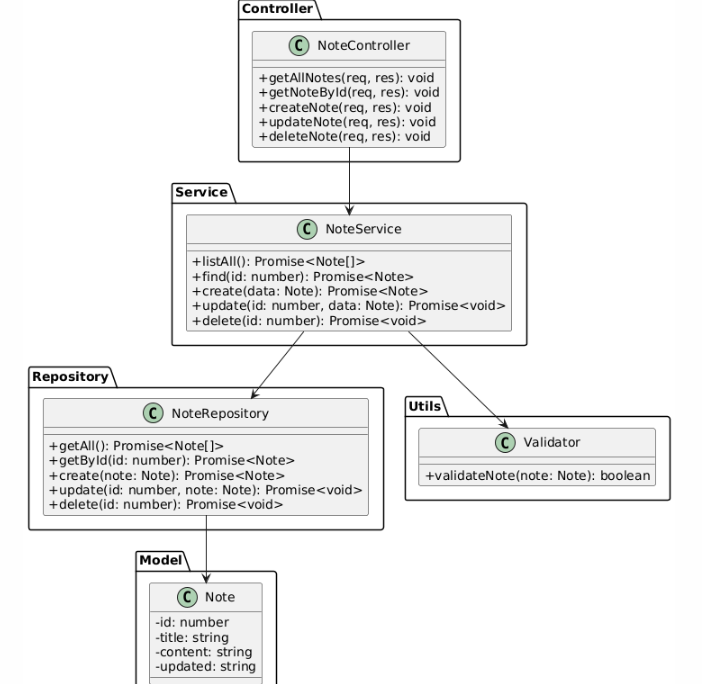 Controller
C NoteController
+getAllNotes(req, res): void
+getNoteById(req, res): void
+createNote(req, res): void
+updateNote(req, res): void
+deleteNote(req, res): void
Service
C NoteService
+listAll(): Promise<Note[]>
+find(id: number): Promise<Note>
+create(data: Note): Promise<Note>
+update(id: number, data: Note): Promise<void>
+delete(id: number): Promise<void>
Repository
C NoteRepository
+getAll(): Promise<Note[]>
+getById(id: number): Promise<Note>
+create(note: Note): Promise<Note>
+update(id: number, note: Note): Promise<void>
+delete(id: number): Promise<void>
Utils
C Validator
+validateNote(note: Note): boolean
Model
C Note
-id: number
-title: string
-content: string
-updated: string